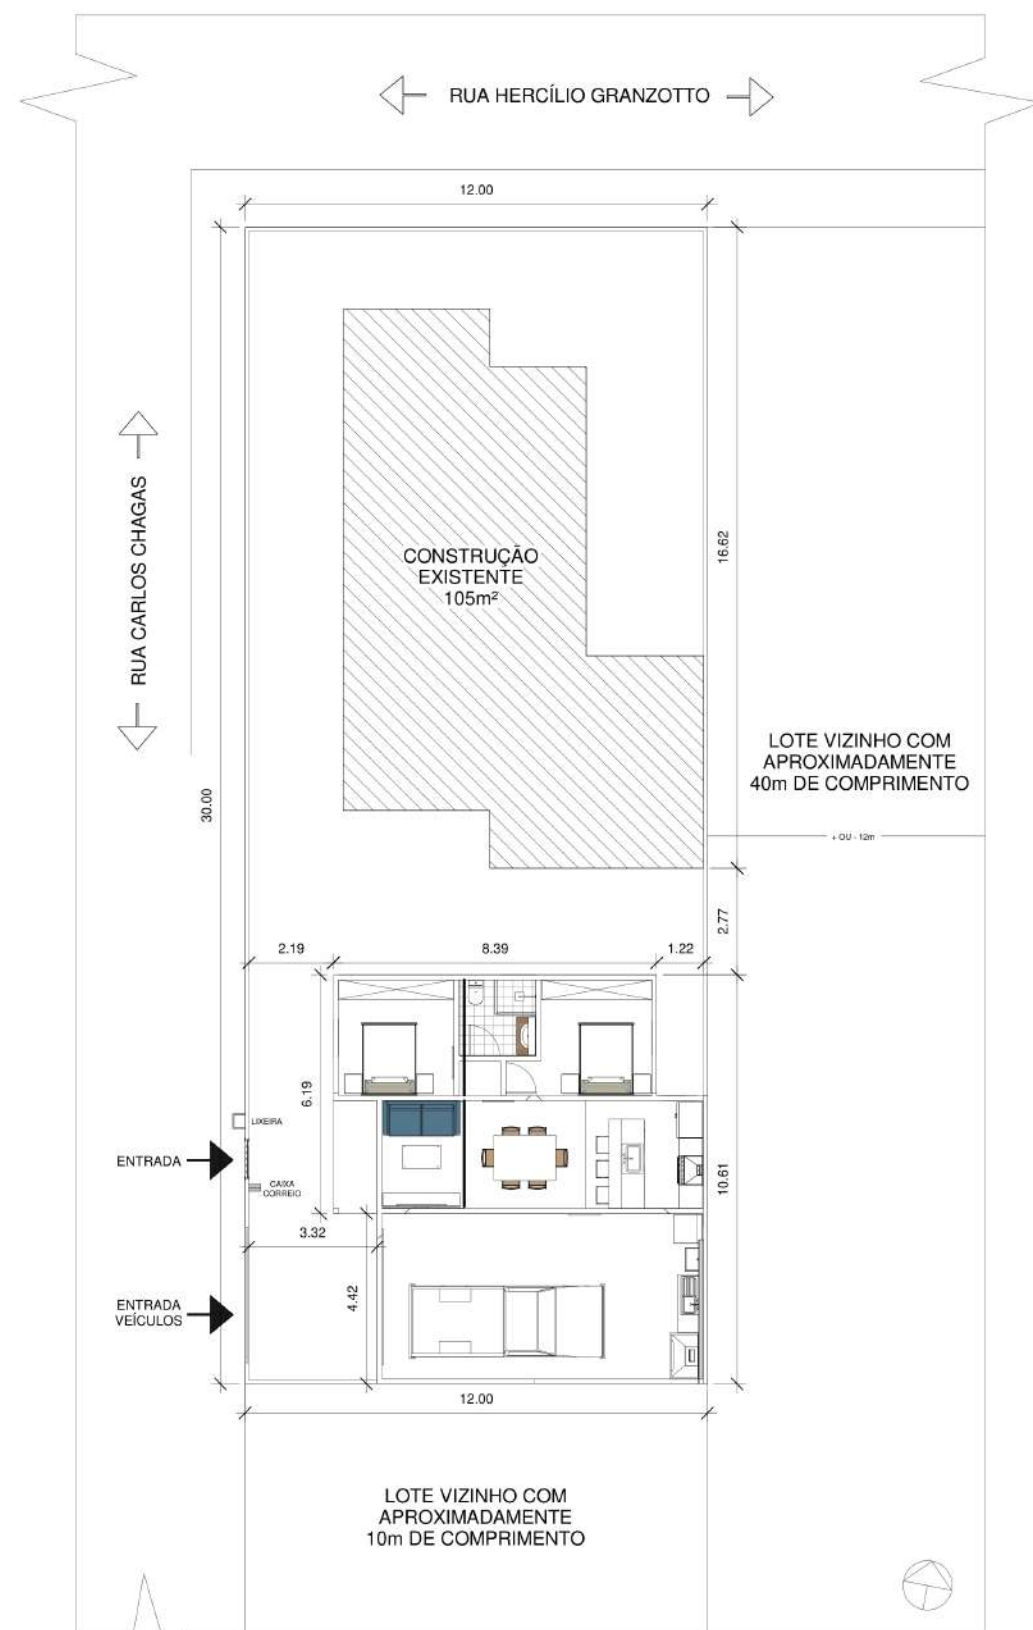 RUA HERCÍLIO GRANZOTTO
12.00
RUA CARLOS CHAGAS
30.00
CONSTRUÇÃO
EXISTENTE
105m²
16.62
LOTE VIZINHO COM
APROXIMADAMENTE
40m DE COMPRIMENTO
+ OU - 12m
2.77
2.19
8.39
1.22
6.19
LIXEIRA
ENTRADA
CAIXA
CORREIO
10.61
3.32
4.42
ENTRADA
VEÍCULOS
12.00
LOTE VIZINHO COM
APROXIMADAMENTE
10m DE COMPRIMENTO